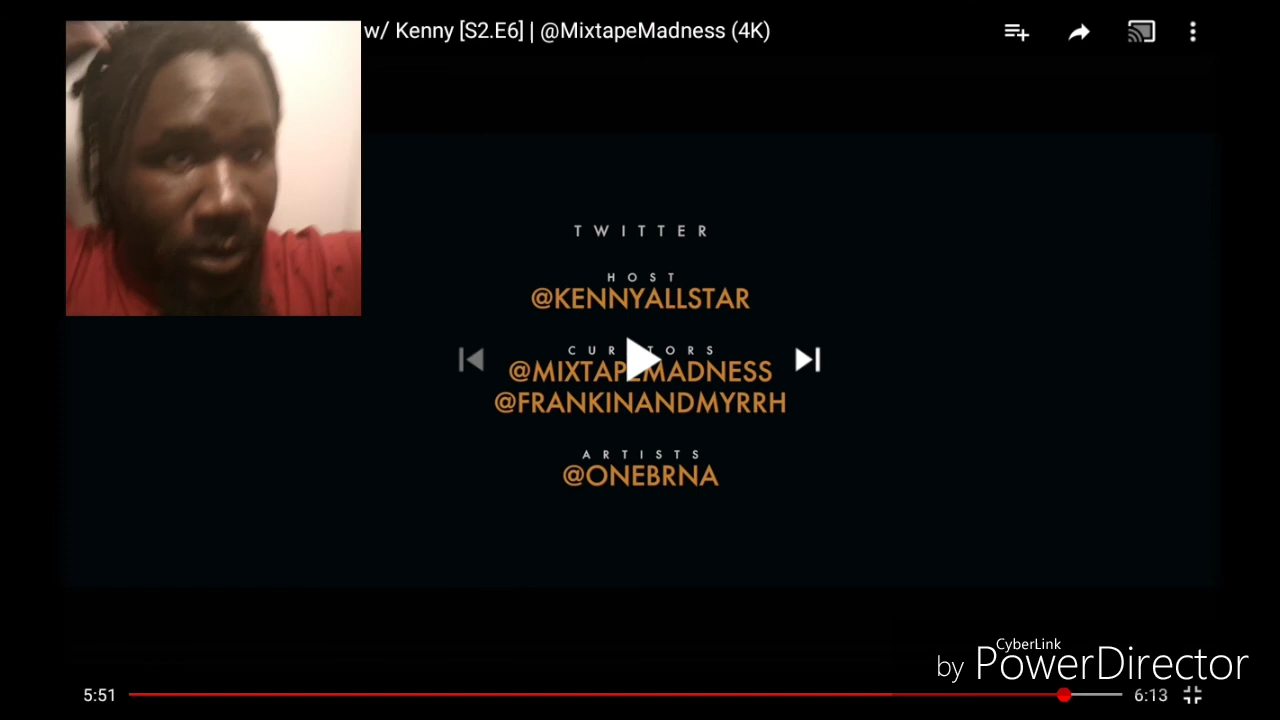 w/ Kenny [S2.E6] | @MixtapeMadness (4K)
TWITTER
HOST
@KENNYALLSTAR
CURATORS
@MIXTAPEMADNESS
@FRANKINANDMYRRH
ARTISTS
@ONEBRNA
CyberLink
by PowerDirector
5:51
6:13